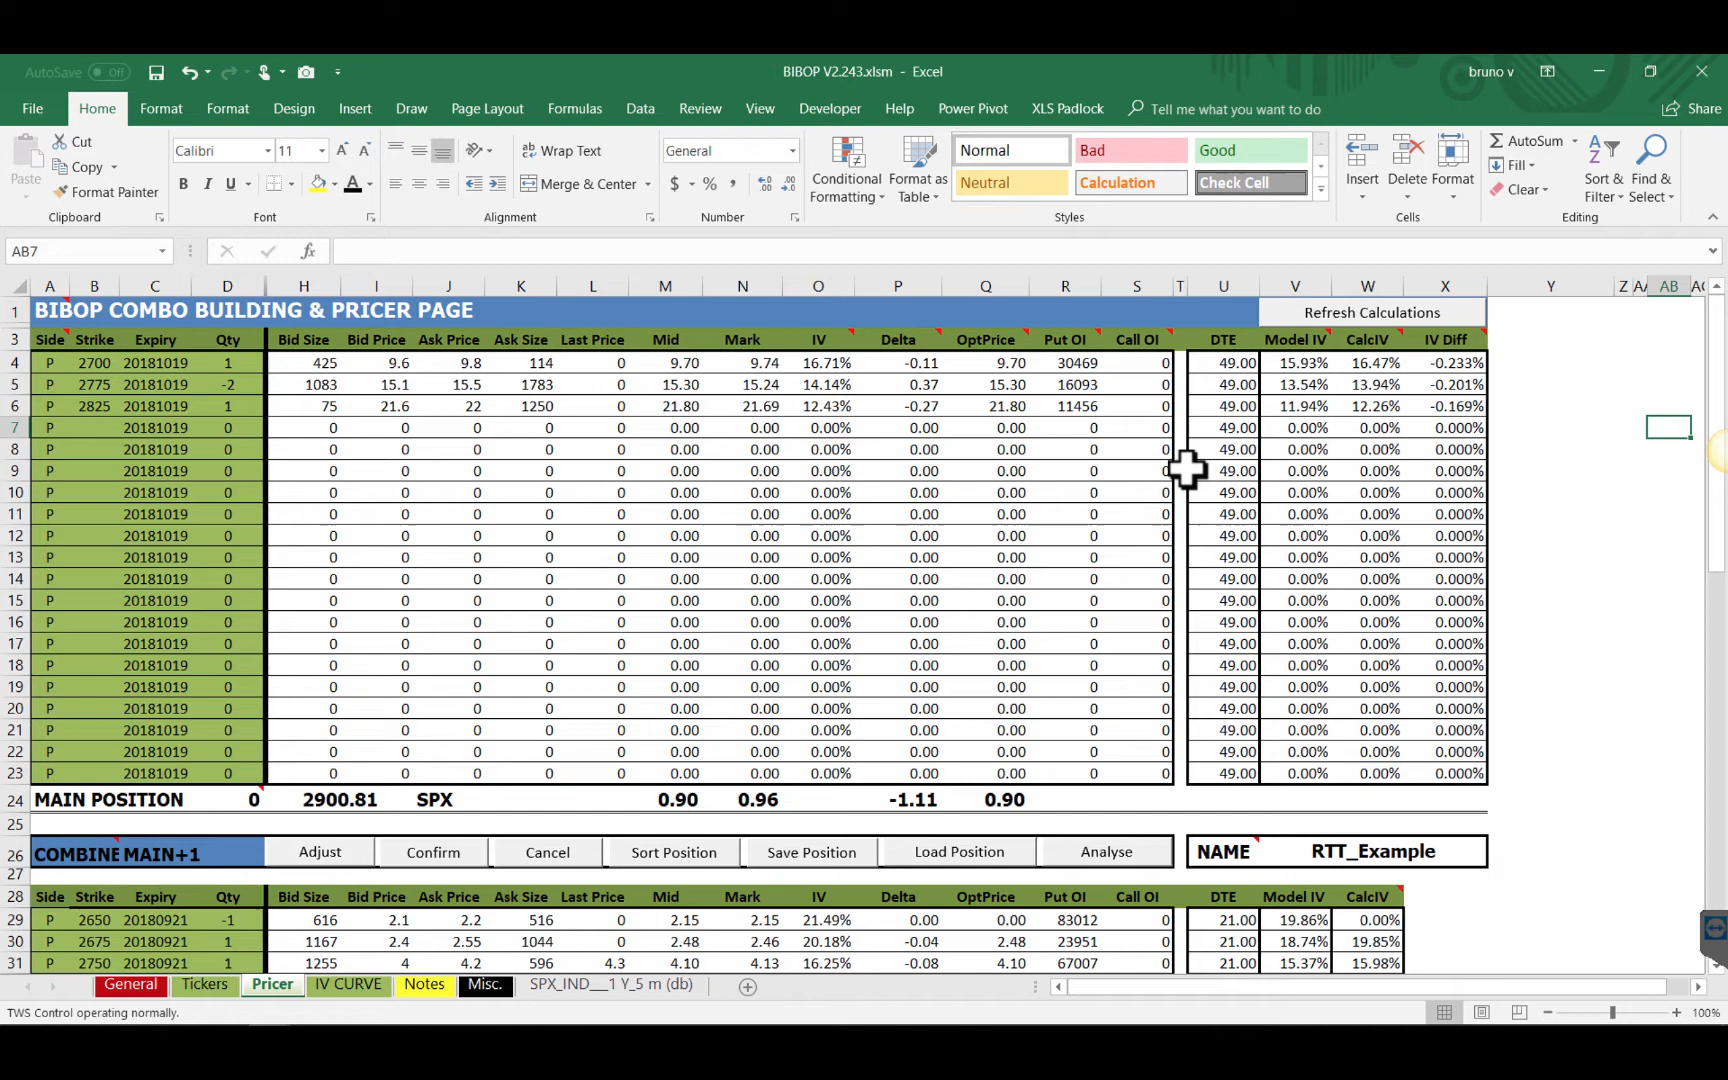 AutoSave Off
BIBOP V2.243.xlsm - Excel
bruno v
File Home Format Format Design Insert Draw Page Layout Formulas Data Review View Developer Help Power Pivot XLS Padlock Tell me what you want to do Share
Paste
Cut
Copy
Format Painter
Clipboard
Calibri 11
B I U
Font
Wrap Text
Merge & Center
Alignment
General
$ % ,
Number
Conditional Formatting
Format as Table
Normal Bad Good
Neutral Calculation Check Cell
Styles
Insert Delete Format
Cells
AutoSum
Fill
Clear
Sort & Filter
Find & Select
Editing
AB7 fx
A B C D H I J K L M N O P Q R S T U V W X Y Z AB
1 BIBOP COMBO BUILDING & PRICER PAGE Refresh Calculations
3 Side Strike Expiry Qty Bid Size Bid Price Ask Price Ask Size Last Price Mid Mark IV Delta OptPrice Put OI Call OI DTE Model IV CalcIV IV Diff
4 P 2700 20181019 1 425 9.6 9.8 114 0 9.70 9.74 16.71% -0.11 9.70 30469 0 49.00 15.93% 16.47% -0.233%
5 P 2775 20181019 -2 1083 15.1 15.5 1783 0 15.30 15.24 14.14% 0.37 15.30 16093 0 49.00 13.54% 13.94% -0.201%
6 P 2825 20181019 1 75 21.6 22 1250 0 21.80 21.69 12.43% -0.27 21.80 11456 0 49.00 11.94% 12.26% -0.169%
7 P 20181019 0 0 0 0 0 0 0.00 0.00 0.00% 0.00 0.00 0 0 49.00 0.00% 0.00% 0.000%
8 P 20181019 0 0 0 0 0 0 0.00 0.00 0.00% 0.00 0.00 0 0 49.00 0.00% 0.00% 0.000%
9 P 20181019 0 0 0 0 0 0 0.00 0.00 0.00% 0.00 0.00 0 0 49.00 0.00% 0.00% 0.000%
10 P 20181019 0 0 0 0 0 0 0.00 0.00 0.00% 0.00 0.00 0 0 49.00 0.00% 0.00% 0.000%
11 P 20181019 0 0 0 0 0 0 0.00 0.00 0.00% 0.00 0.00 0 0 49.00 0.00% 0.00% 0.000%
12 P 20181019 0 0 0 0 0 0 0.00 0.00 0.00% 0.00 0.00 0 0 49.00 0.00% 0.00% 0.000%
13 P 20181019 0 0 0 0 0 0 0.00 0.00 0.00% 0.00 0.00 0 0 49.00 0.00% 0.00% 0.000%
14 P 20181019 0 0 0 0 0 0 0.00 0.00 0.00% 0.00 0.00 0 0 49.00 0.00% 0.00% 0.000%
15 P 20181019 0 0 0 0 0 0 0.00 0.00 0.00% 0.00 0.00 0 0 49.00 0.00% 0.00% 0.000%
16 P 20181019 0 0 0 0 0 0 0.00 0.00 0.00% 0.00 0.00 0 0 49.00 0.00% 0.00% 0.000%
17 P 20181019 0 0 0 0 0 0 0.00 0.00 0.00% 0.00 0.00 0 0 49.00 0.00% 0.00% 0.000%
18 P 20181019 0 0 0 0 0 0 0.00 0.00 0.00% 0.00 0.00 0 0 49.00 0.00% 0.00% 0.000%
19 P 20181019 0 0 0 0 0 0 0.00 0.00 0.00% 0.00 0.00 0 0 49.00 0.00% 0.00% 0.000%
20 P 20181019 0 0 0 0 0 0 0.00 0.00 0.00% 0.00 0.00 0 0 49.00 0.00% 0.00% 0.000%
21 P 20181019 0 0 0 0 0 0 0.00 0.00 0.00% 0.00 0.00 0 0 49.00 0.00% 0.00% 0.000%
22 P 20181019 0 0 0 0 0 0 0.00 0.00 0.00% 0.00 0.00 0 0 49.00 0.00% 0.00% 0.000%
23 P 20181019 0 0 0 0 0 0 0.00 0.00 0.00% 0.00 0.00 0 0 49.00 0.00% 0.00% 0.000%
24 MAIN POSITION 0 2900.81 SPX 0.90 0.96 -1.11 0.90
25
26 COMBINE MAIN+1 Adjust Confirm Cancel Sort Position Save Position Load Position Analyse NAME RTT_Example
27
28 Side Strike Expiry Qty Bid Size Bid Price Ask Price Ask Size Last Price Mid Mark IV Delta OptPrice Put OI Call OI DTE Model IV CalcIV
29 P 2650 20180921 -1 616 2.1 2.2 516 0 2.15 2.15 21.49% 0.00 2.15 83012 0 21.00 19.86% 0.00%
30 P 2675 20180921 1 1167 2.4 2.55 1044 0 2.48 2.46 20.18% -0.04 2.48 23951 0 21.00 18.74% 19.85%
31 P 2750 20180921 1 1255 4 4.2 596 4.3 4.10 4.13 16.25% -0.08 4.10 67007 0 21.00 15.37% 15.98%
General Tickers Pricer IV CURVE Notes Misc. SPX_IND___1 Y_5 m (db)
TWS Control operating normally.
100%